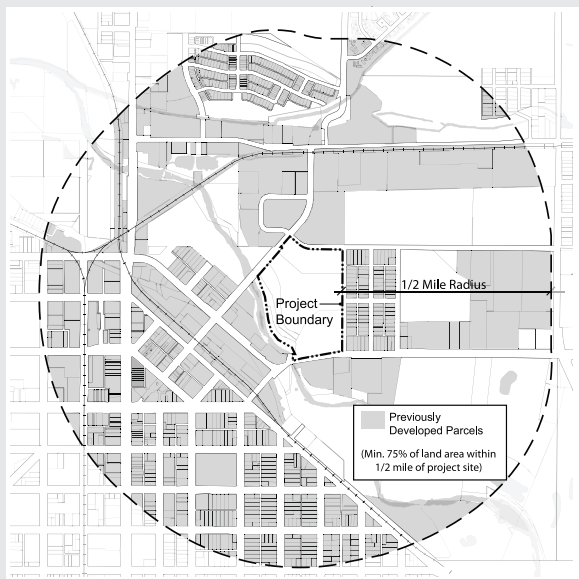 1/2 Mile Radius
Project
Boundary
Previously
Developed Parcels
(Min. 75% of land area within
1/2 mile of project site)